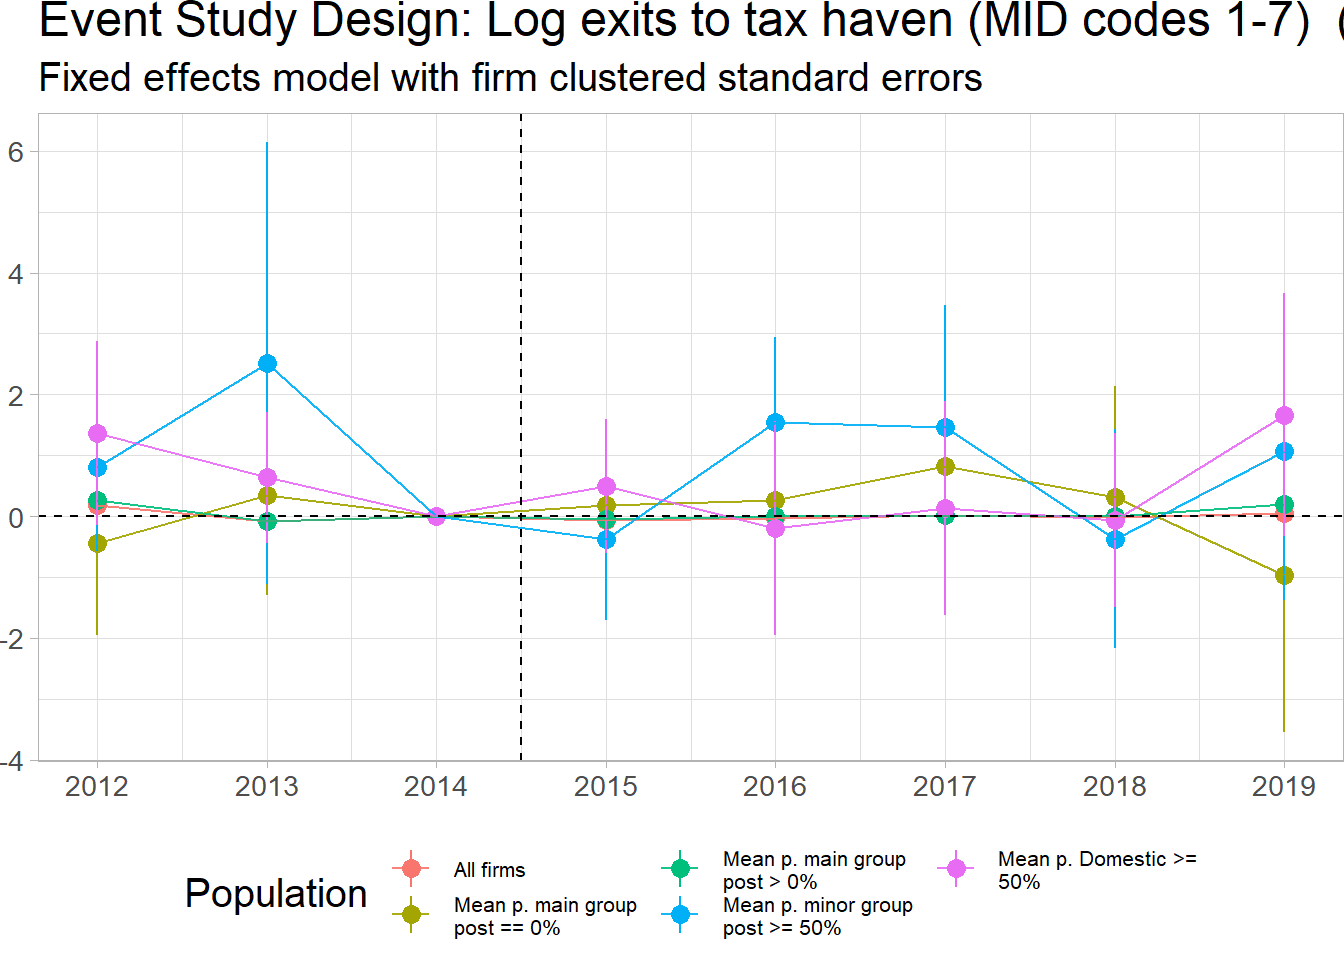 Event Study Design: Log exits to tax haven (MID codes 1-7) (
Fixed effects model with firm clustered standard errors
6
4
2
0
-2
-4
2012 2013 2014 2015 2016 2017 2018 2019
Population
All firms
Mean p. main group
post == 0%
Mean p. main group
post > 0%
Mean p. minor group
post >= 50%
Mean p. Domestic >=
50%